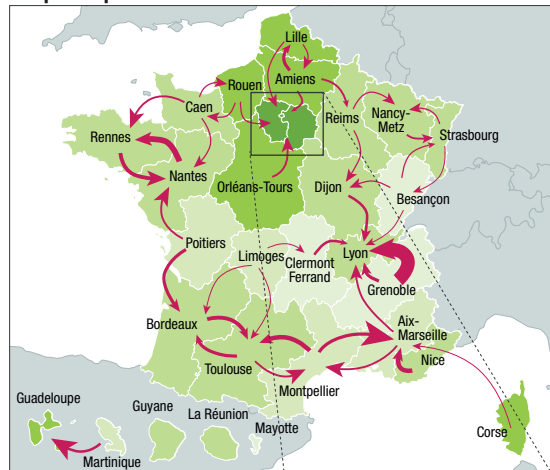 Lille
Amiens
Rouen
Caen
Reims
Nancy-
Metz
Strasbourg
Rennes
Nantes
Orléans-Tours
Dijon
Besançon
Poitiers
Limoges
Clermont
Ferrand
Lyon
Grenoble
Bordeaux
Aix-
Marseille
Toulouse
Nice
Montpellier
Guadeloupe
Guyane
La Réunion
Mayotte
Martinique
Corse